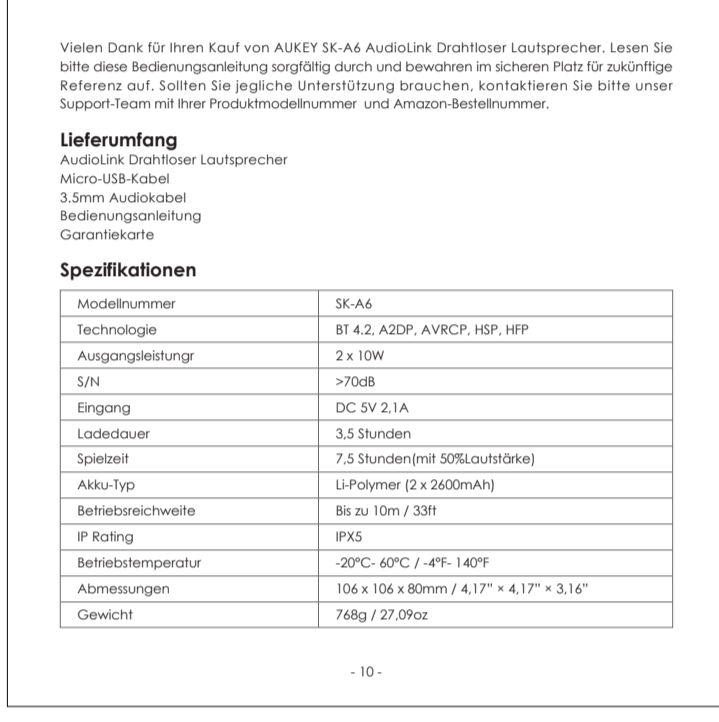 Vielen Dank für Ihren Kauf von AUKEY SK-A6 AudioLink Drahtloser Lautsprecher. Lesen Sie
bitte diese Bedienungsanleitung sorgfältig durch und bewahren im sicheren Platz für zukünftige
Referenz auf. Sollten Sie jegliche Unterstützung brauchen, kontaktieren Sie bitte unser
Support-Team mit Ihrer Produktmodellnummer und Amazon-Bestellnummer.
Lieferumfang
AudioLink Drahtloser Lautsprecher
Micro-USB-Kabel
3.5mm Audiokabel
Bedienungsanleitung
Garantiekarte
Spezifikationen
Modellnummer SK-A6
Technologie BT 4.2, A2DP, AVRCP, HSP, HFP
Ausgangsleistungr 2 x 10W
S/N >70dB
Eingang DC 5V 2,1A
Ladedauer 3,5 Stunden
Spielzeit 7,5 Stunden(mit 50%Lautstärke)
Akku-Typ Li-Polymer (2 x 2600mAh)
Betriebsreichweite Bis zu 10m / 33ft
IP Rating IPX5
Betriebstemperatur -20ºC- 60ºC / -4ºF- 140ºF
Abmessungen 106 x 106 x 80mm / 4,17" × 4,17" × 3,16"
Gewicht 768g / 27,09oz
- 10 -